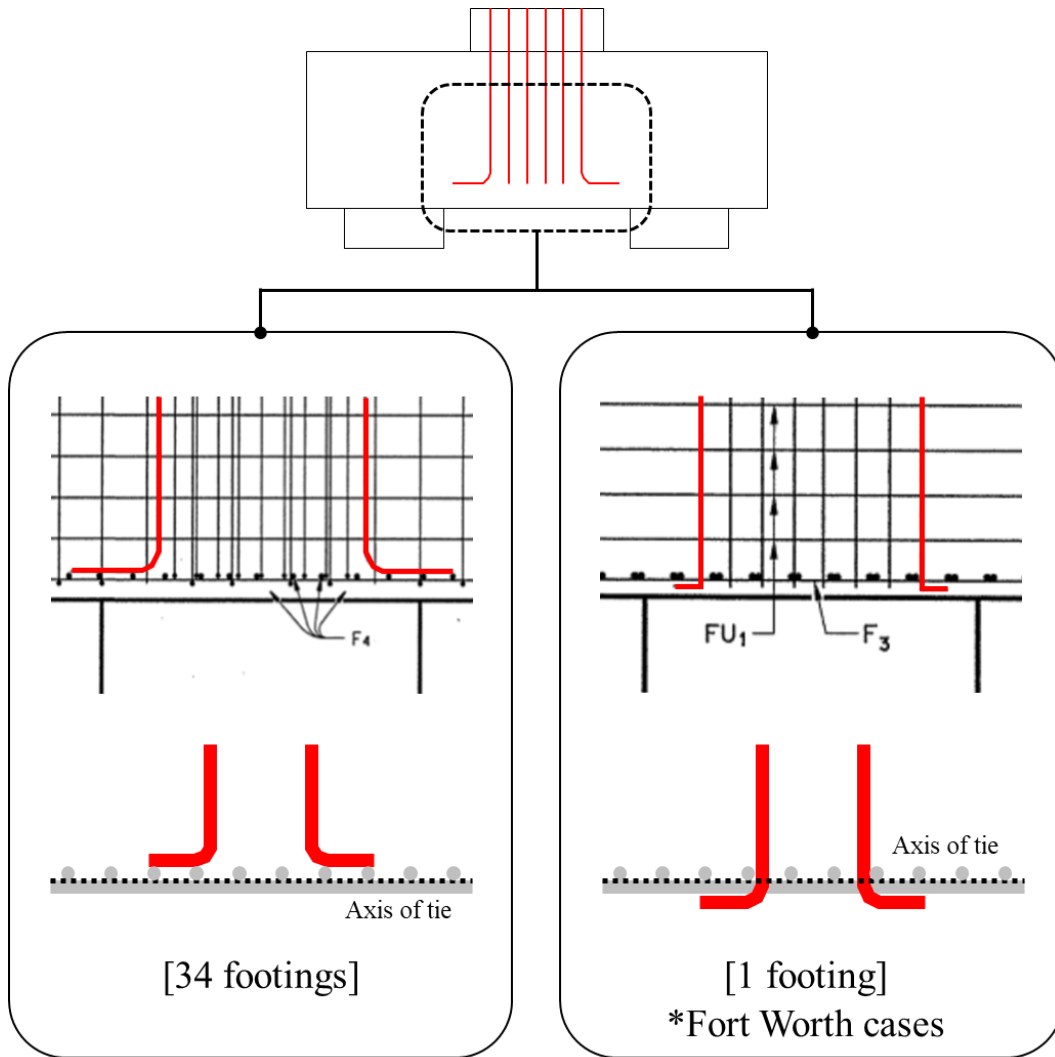 F4
Axis of tie
[34 footings]
FU1
F3
Axis of tie
[1 footing]
*Fort Worth cases